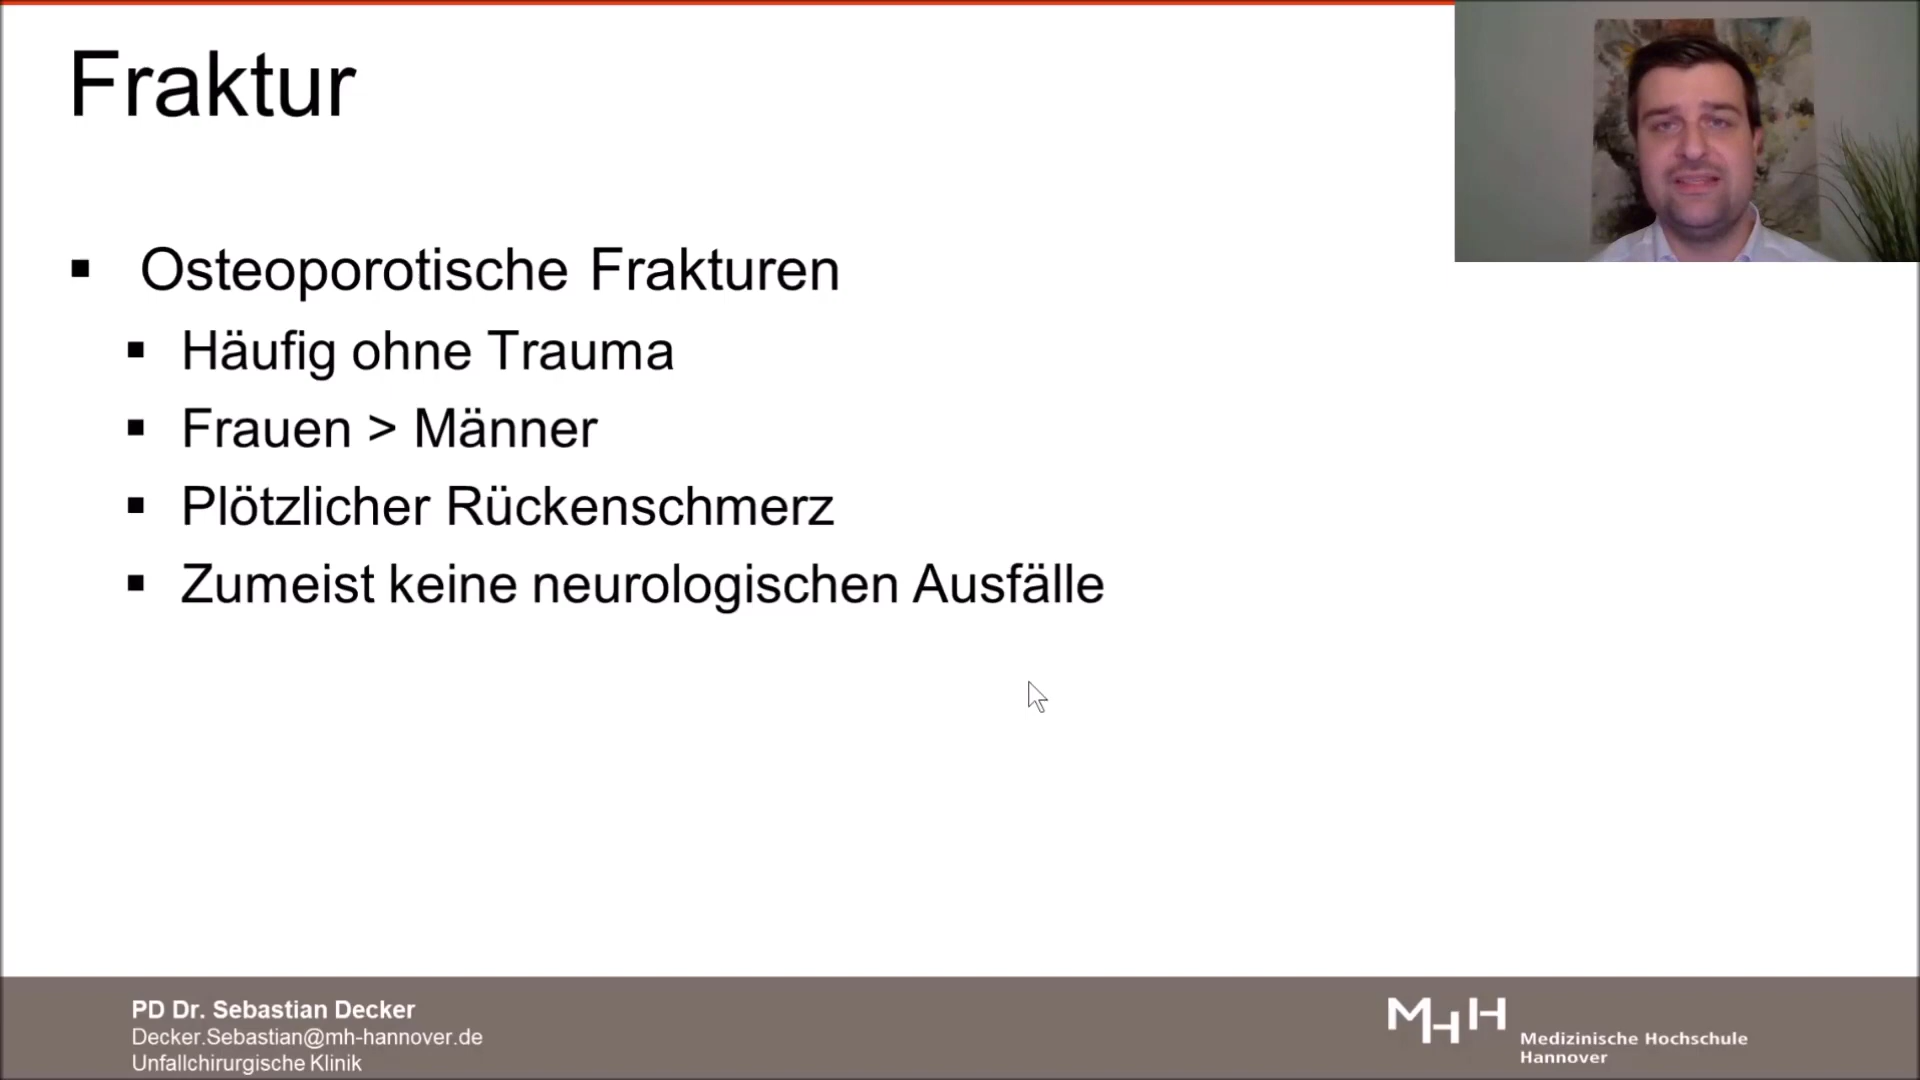 Fraktur
▪ Osteoporotische Frakturen
▪ Häufig ohne Trauma
▪ Frauen > Männer
▪ Plötzlicher Rückenschmerz
▪ Zumeist keine neurologischen Ausfälle
PD Dr. Sebastian Decker
Decker.Sebastian@mh-hannover.de
Unfallchirurgische Klinik
MHH
Medizinische Hochschule
Hannover